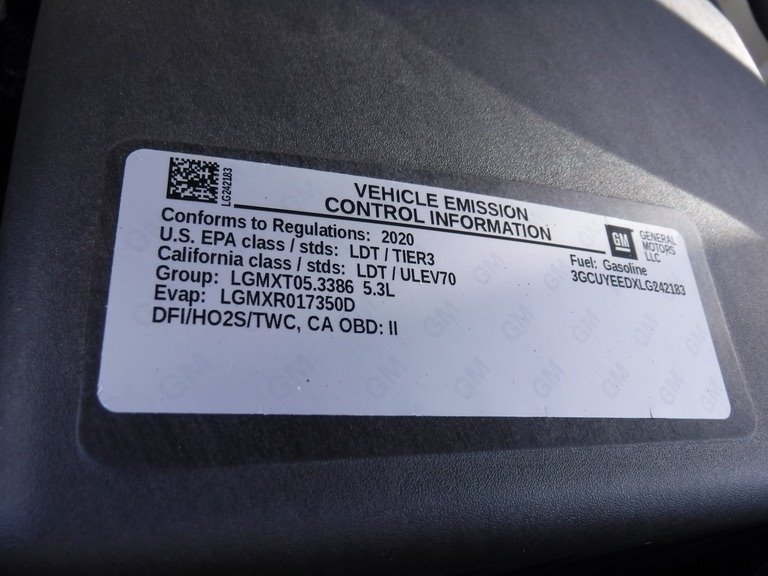 LG242183
VEHICLE EMISSION
CONTROL INFORMATION
GM
GENERAL
MOTORS
LLC
Conforms to Regulations: 2020
U.S. EPA class / stds: LDT / TIER3
California class / stds: LDT / ULEV70
Group: LGMXT05.3386 5.3L
Evap: LGMXR017350D
DFI/HO2S/TWC, CA OBD: II
Fuel: Gasoline
3GCUYEEDXLG242183